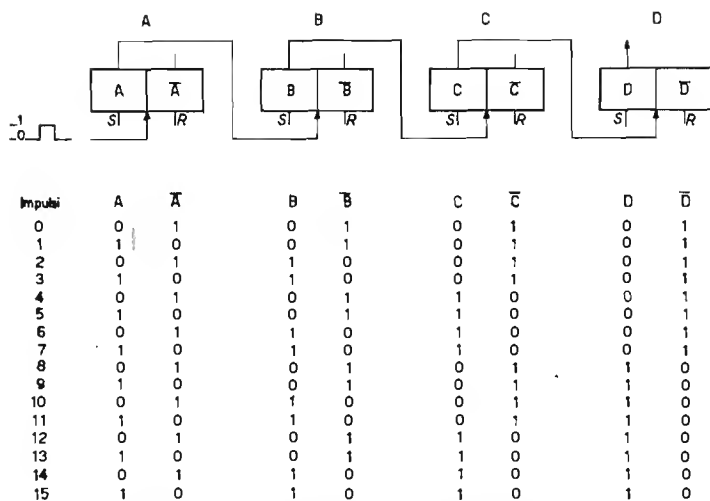 A B C D
A A̅ B B̅ C C̅ D D̅
1
0
S R S R S R S R
Impulsi A A̅ B B̅ C C̅ D D̅
0 0 1 0 1 0 1 0 1
1 1 0 0 1 0 1 0 1
2 0 1 1 0 0 1 0 1
3 1 0 1 0 0 1 0 1
4 0 1 0 1 1 0 0 1
5 1 0 0 1 1 0 0 1
6 0 1 1 0 1 0 0 1
7 1 0 1 0 1 0 0 1
8 0 1 0 1 0 1 1 0
9 1 0 0 1 0 1 1 0
10 0 1 1 0 0 1 1 0
11 1 0 1 0 0 1 1 0
12 0 1 0 1 1 0 1 0
13 1 0 0 1 1 0 1 0
14 0 1 1 0 1 0 1 0
15 1 0 1 0 1 0 1 0